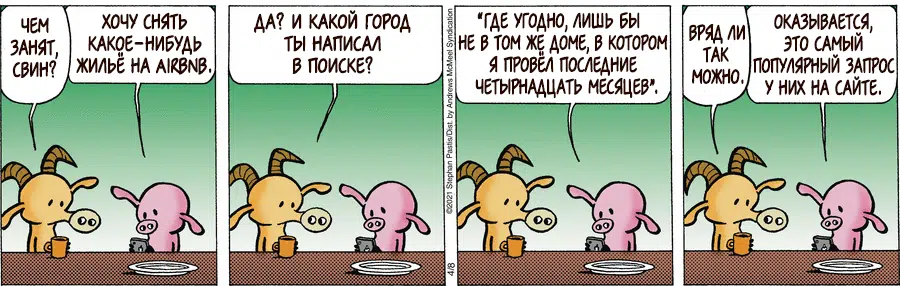 ЧЕМ
ЗАНЯТ,
СВИН?
ХОЧУ СНЯТЬ
КАКОЕ-НИБУДЬ
ЖИЛЬЁ НА AIRBNB.
ДА? И КАКОЙ ГОРОД
ТЫ НАПИСАЛ
В ПОИСКЕ?
©2021 Stephan Pastis/Dist. by Andrews McMeel Syndication
4/8
"ГДЕ УГОДНО, ЛИШЬ БЫ
НЕ В ТОМ ЖЕ ДОМЕ, В КОТОРОМ
Я ПРОВЁЛ ПОСЛЕДНИЕ
ЧЕТЫРНАДЦАТЬ МЕСЯЦЕВ".
ВРЯД ЛИ
ТАК
МОЖНО.
ОКАЗЫВАЕТСЯ,
ЭТО САМЫЙ
ПОПУЛЯРНЫЙ ЗАПРОС
У НИХ НА САЙТЕ.